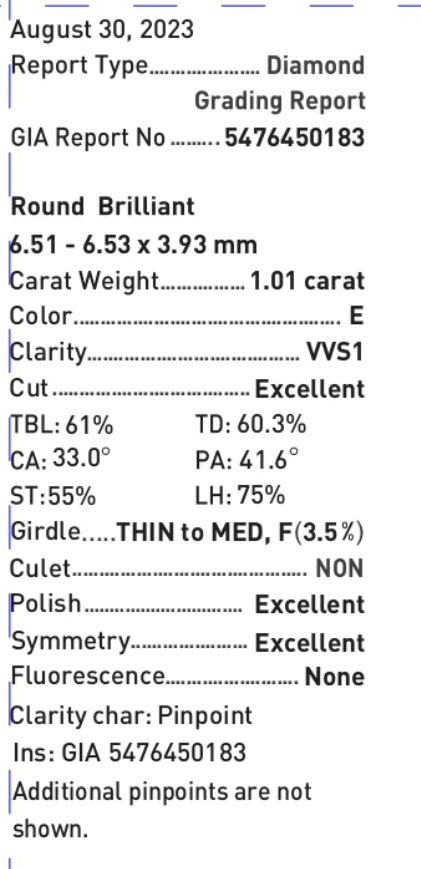 August 30, 2023
Report Type...................... Diamond
Grading Report
GIA Report No ......... 5476450183
Round Brilliant
6.51 - 6.53 x 3.93 mm
Carat Weight................ 1.01 carat
Color.................................................. E
Clarity........................................ VVS1
Cut ..................................... Excellent
TBL: 61% TD: 60.3%
CA: 33.0° PA: 41.6°
ST:55% LH: 75%
Girdle.....THIN to MED, F(3.5%)
Culet............................................ NON
Polish.............................. Excellent
Symmetry...................... Excellent
Fluorescence......................... None
Clarity char: Pinpoint
Ins: GIA 5476450183
Additional pinpoints are not
shown.